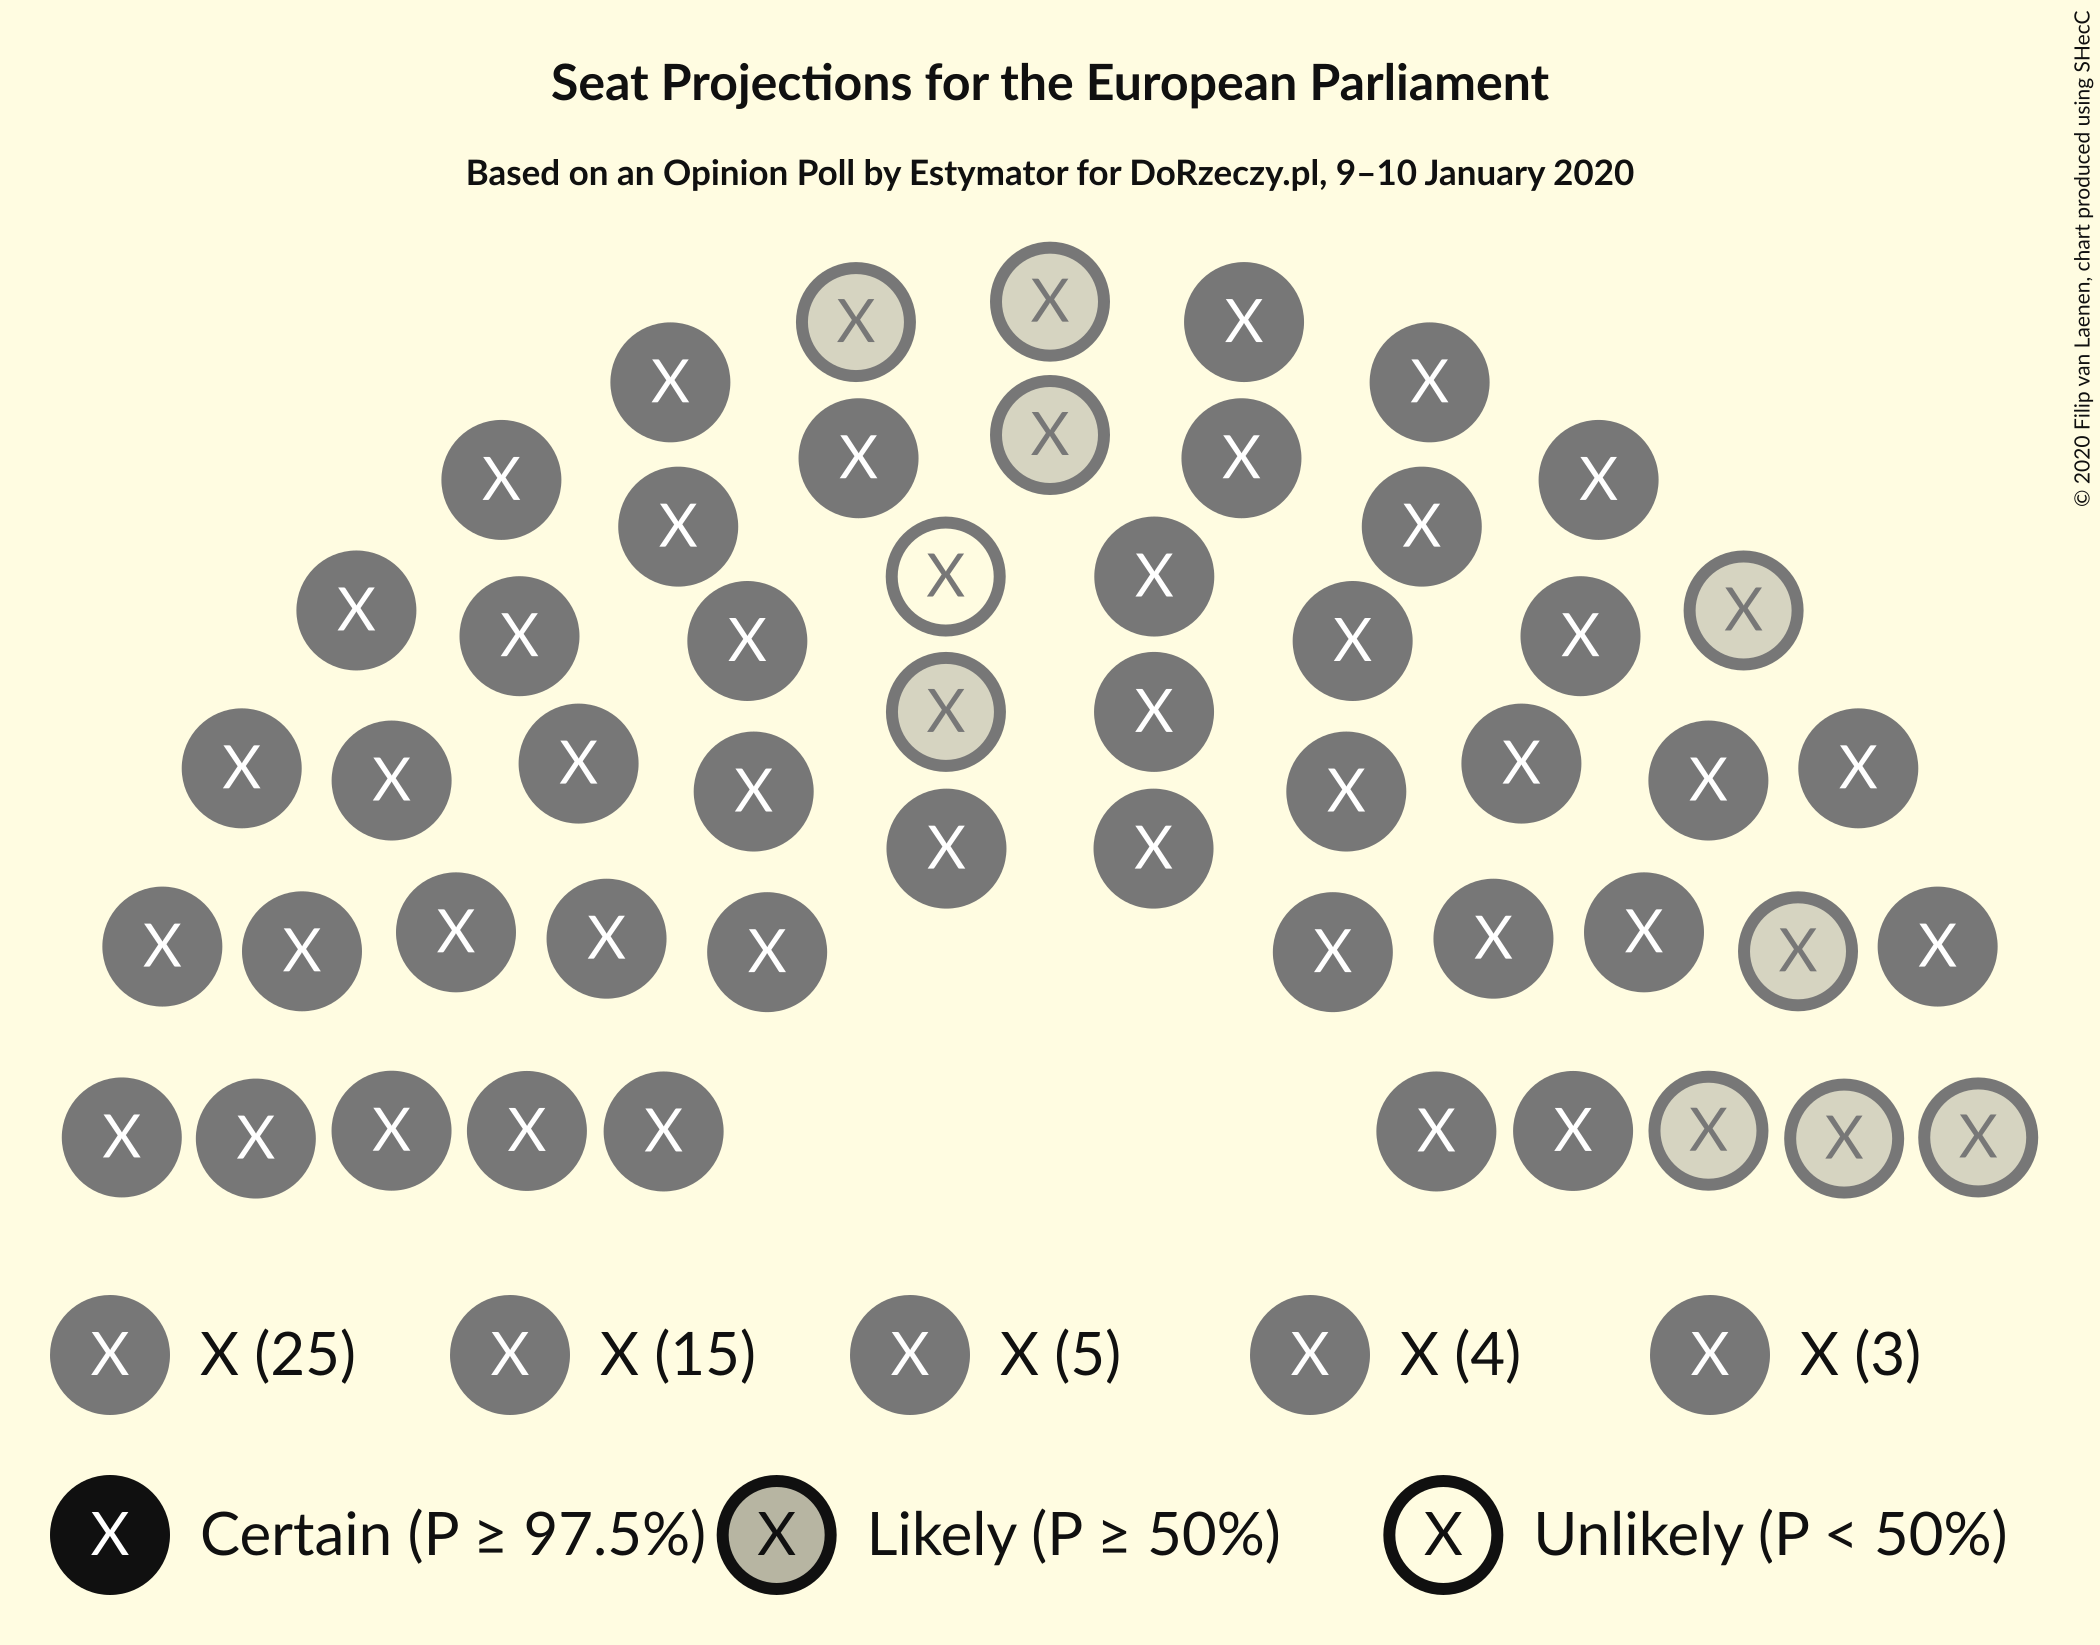 Seat Projections for the European Parliament
Based on an Opinion Poll by Estymator for DoRzeczy.pl, 9–10 January 2020
© 2020 Filip van Laenen, chart produced using SHecC
X X X
X X
X X X
X X
X X
X X
X X
X X X X
X X
X X X X X X X X
X X
X X X X X X X X X X
X X X X X X X X X X
X X (25) X X (15) X X (5) X X (4) X X (3)
X Certain (P ≥ 97.5%) X Likely (P ≥ 50%) X Unlikely (P < 50%)